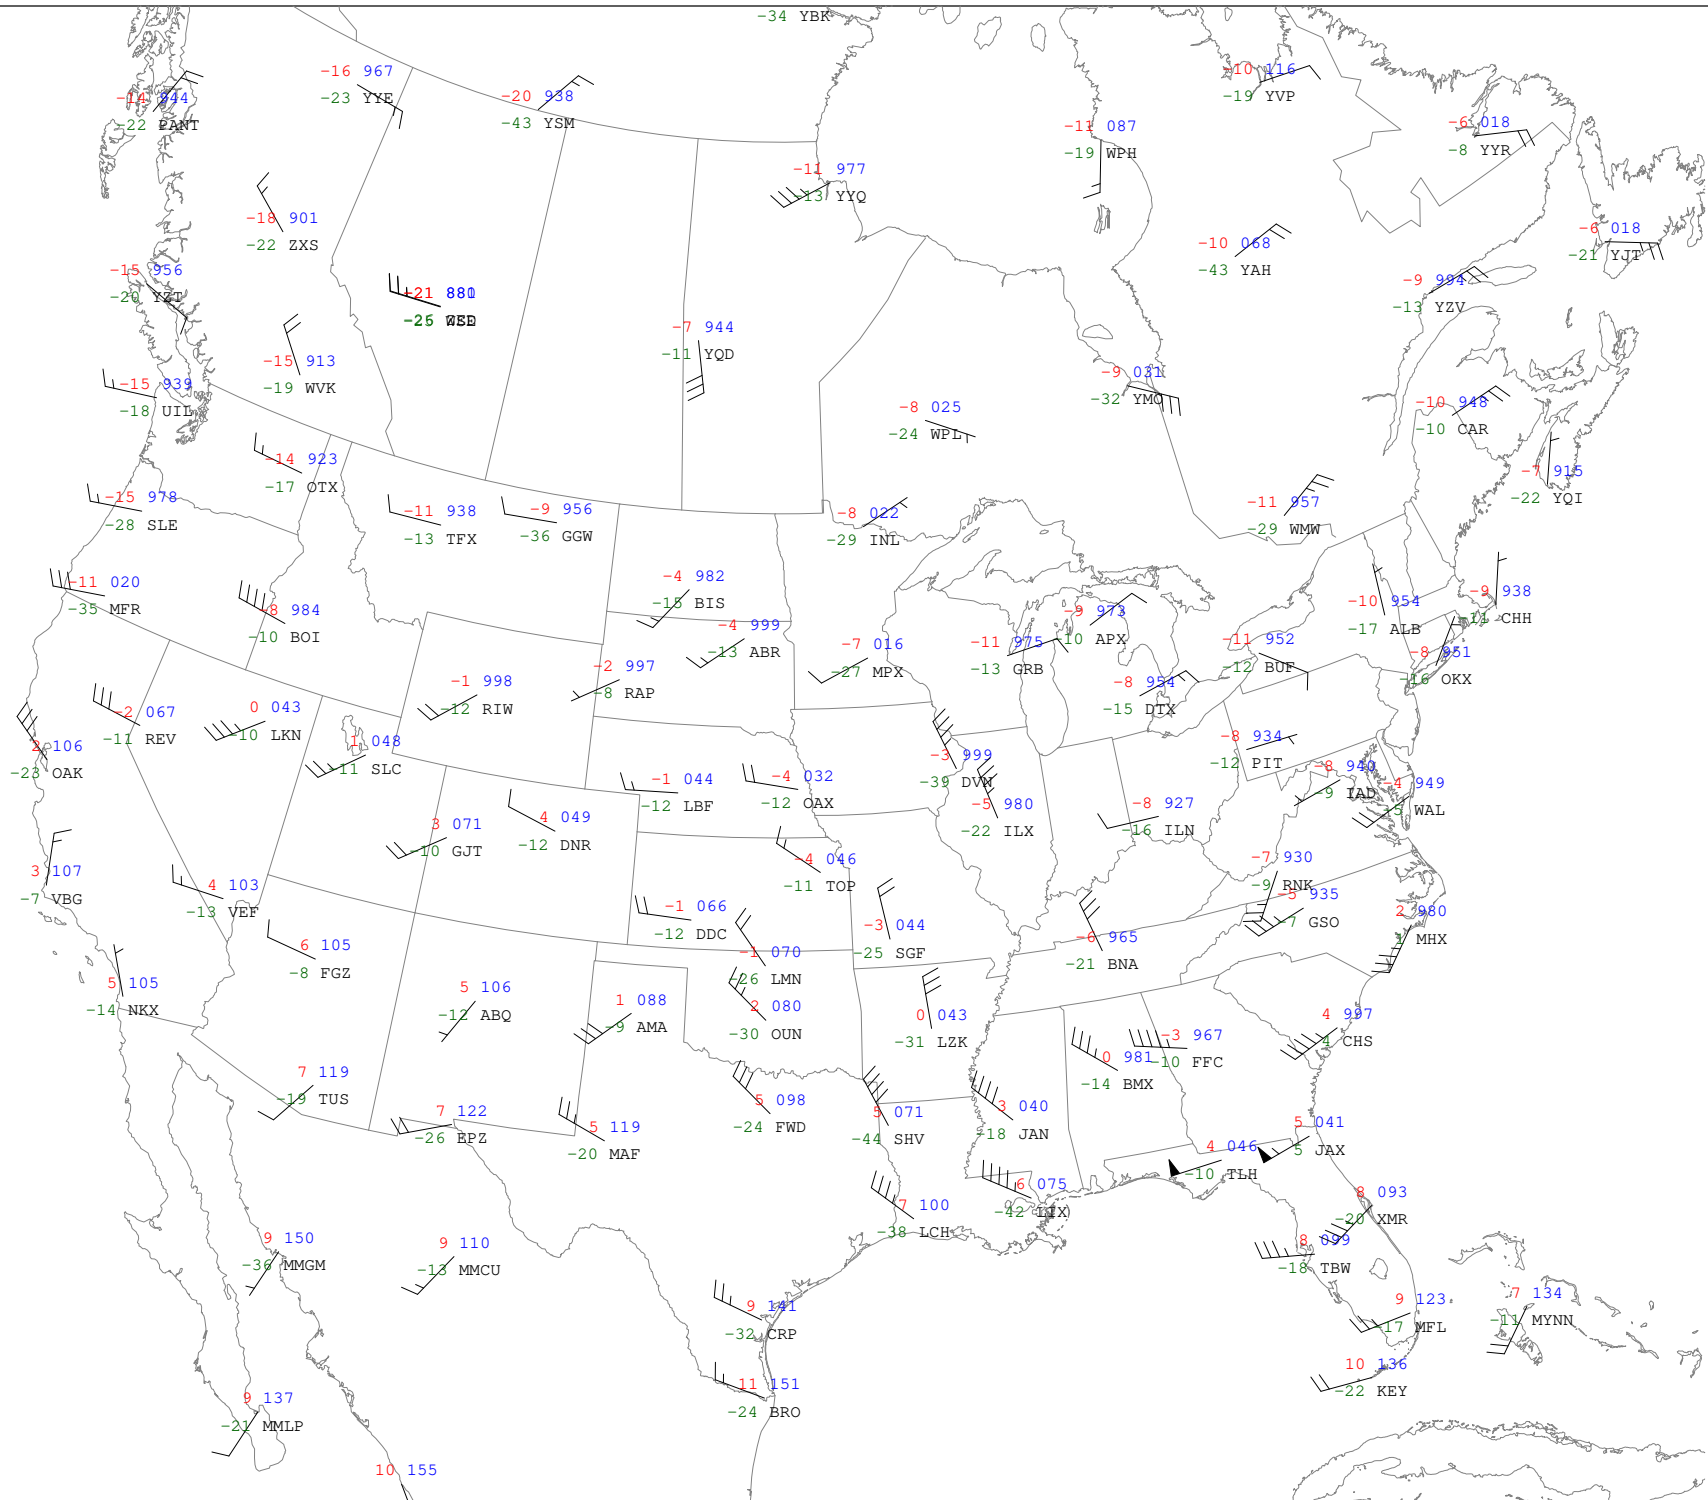 -34 YBK
-16 967
-23 YYE
-14 944
-22 PANT
-20 938
-43 YSM
-10 116
-19 YVP
-11 087
-19 WPH
-6 018
-8 YYR
-11 977
-13 YYQ
-18 901
-22 ZXS
-10 068
-43 YAH
-6 018
-21 YJT
-15 956
-20 YZT
-21 881
-9 994
-13 YZV
-7 944
-11 YQD
-15 913
-19 WVK
-15 939
-18 UIL
-9 031
-32 YMO
-8 025
-24 WPL
-10 948
-10 CAR
-14 923
-17 OTX
-7 915
-22 YQI
-15 978
-28 SLE
-11 938
-13 TFX
-9 956
-36 GGW
-8 022
-29 INL
-11 957
-29 WMW
-11 020
-35 MFR
-8 984
-10 BOI
-4 982
-15 BIS
-9 973
-10 APX
-10 954
-17 ALB
-9 938
-11 CHH
-4 999
-13 ABR
-7 016
-27 MPX
-11 975
-13 GRB
-11 952
-12 BUF
-8 951
-16 OKX
-2 997
-8 RAP
-1 998
-12 RIW
-8 954
-15 DTX
-2 067
-11 REV
0 043
-10 LKN
1 048
-11 SLC
2 106
-23 OAK
-8 934
-12 PIT
-3 999
-39 DVN
-8 940
-9 IAD
-4 949
-5 WAL
-1 044
-12 LBF
-4 032
-12 OAX
-5 980
-22 ILX
-8 927
-16 ILN
3 071
-10 GJT
4 049
-12 DNR
-4 046
-11 TOP
-7 930
-9 RNK
3 107
-7 VBG
4 103
-13 VEF
-5 935
-7 GSO
2 980
1 MHX
-1 066
-12 DDC
-3 044
-25 SGF
-6 965
-21 BNA
6 105
-8 FGZ
-1 070
-26 LMN
5 105
-14 NKX
5 106
-12 ABQ
1 088
-9 AMA
2 080
-30 OUN
0 043
-31 LZK
4 997
4 CHS
-3 967
-10 FFC
0 981
-14 BMX
7 119
-19 TUS
5 098
-24 FWD
5 071
-44 SHV
3 040
-18 JAN
7 122
-26 EPZ
5 119
-20 MAF
5 041
5 JAX
4 046
-10 TLH
6 075
-42 LIX
8 093
-20 XMR
7 100
-38 LCH
9 150
-36 MMGM
9 110
-13 MMCU
8 099
-18 TBW
9 141
-32 CRP
9 123
-17 MFL
7 134
-11 MYNN
10 136
-22 KEY
11 151
-24 BRO
9 137
-21 MMLP
10 155